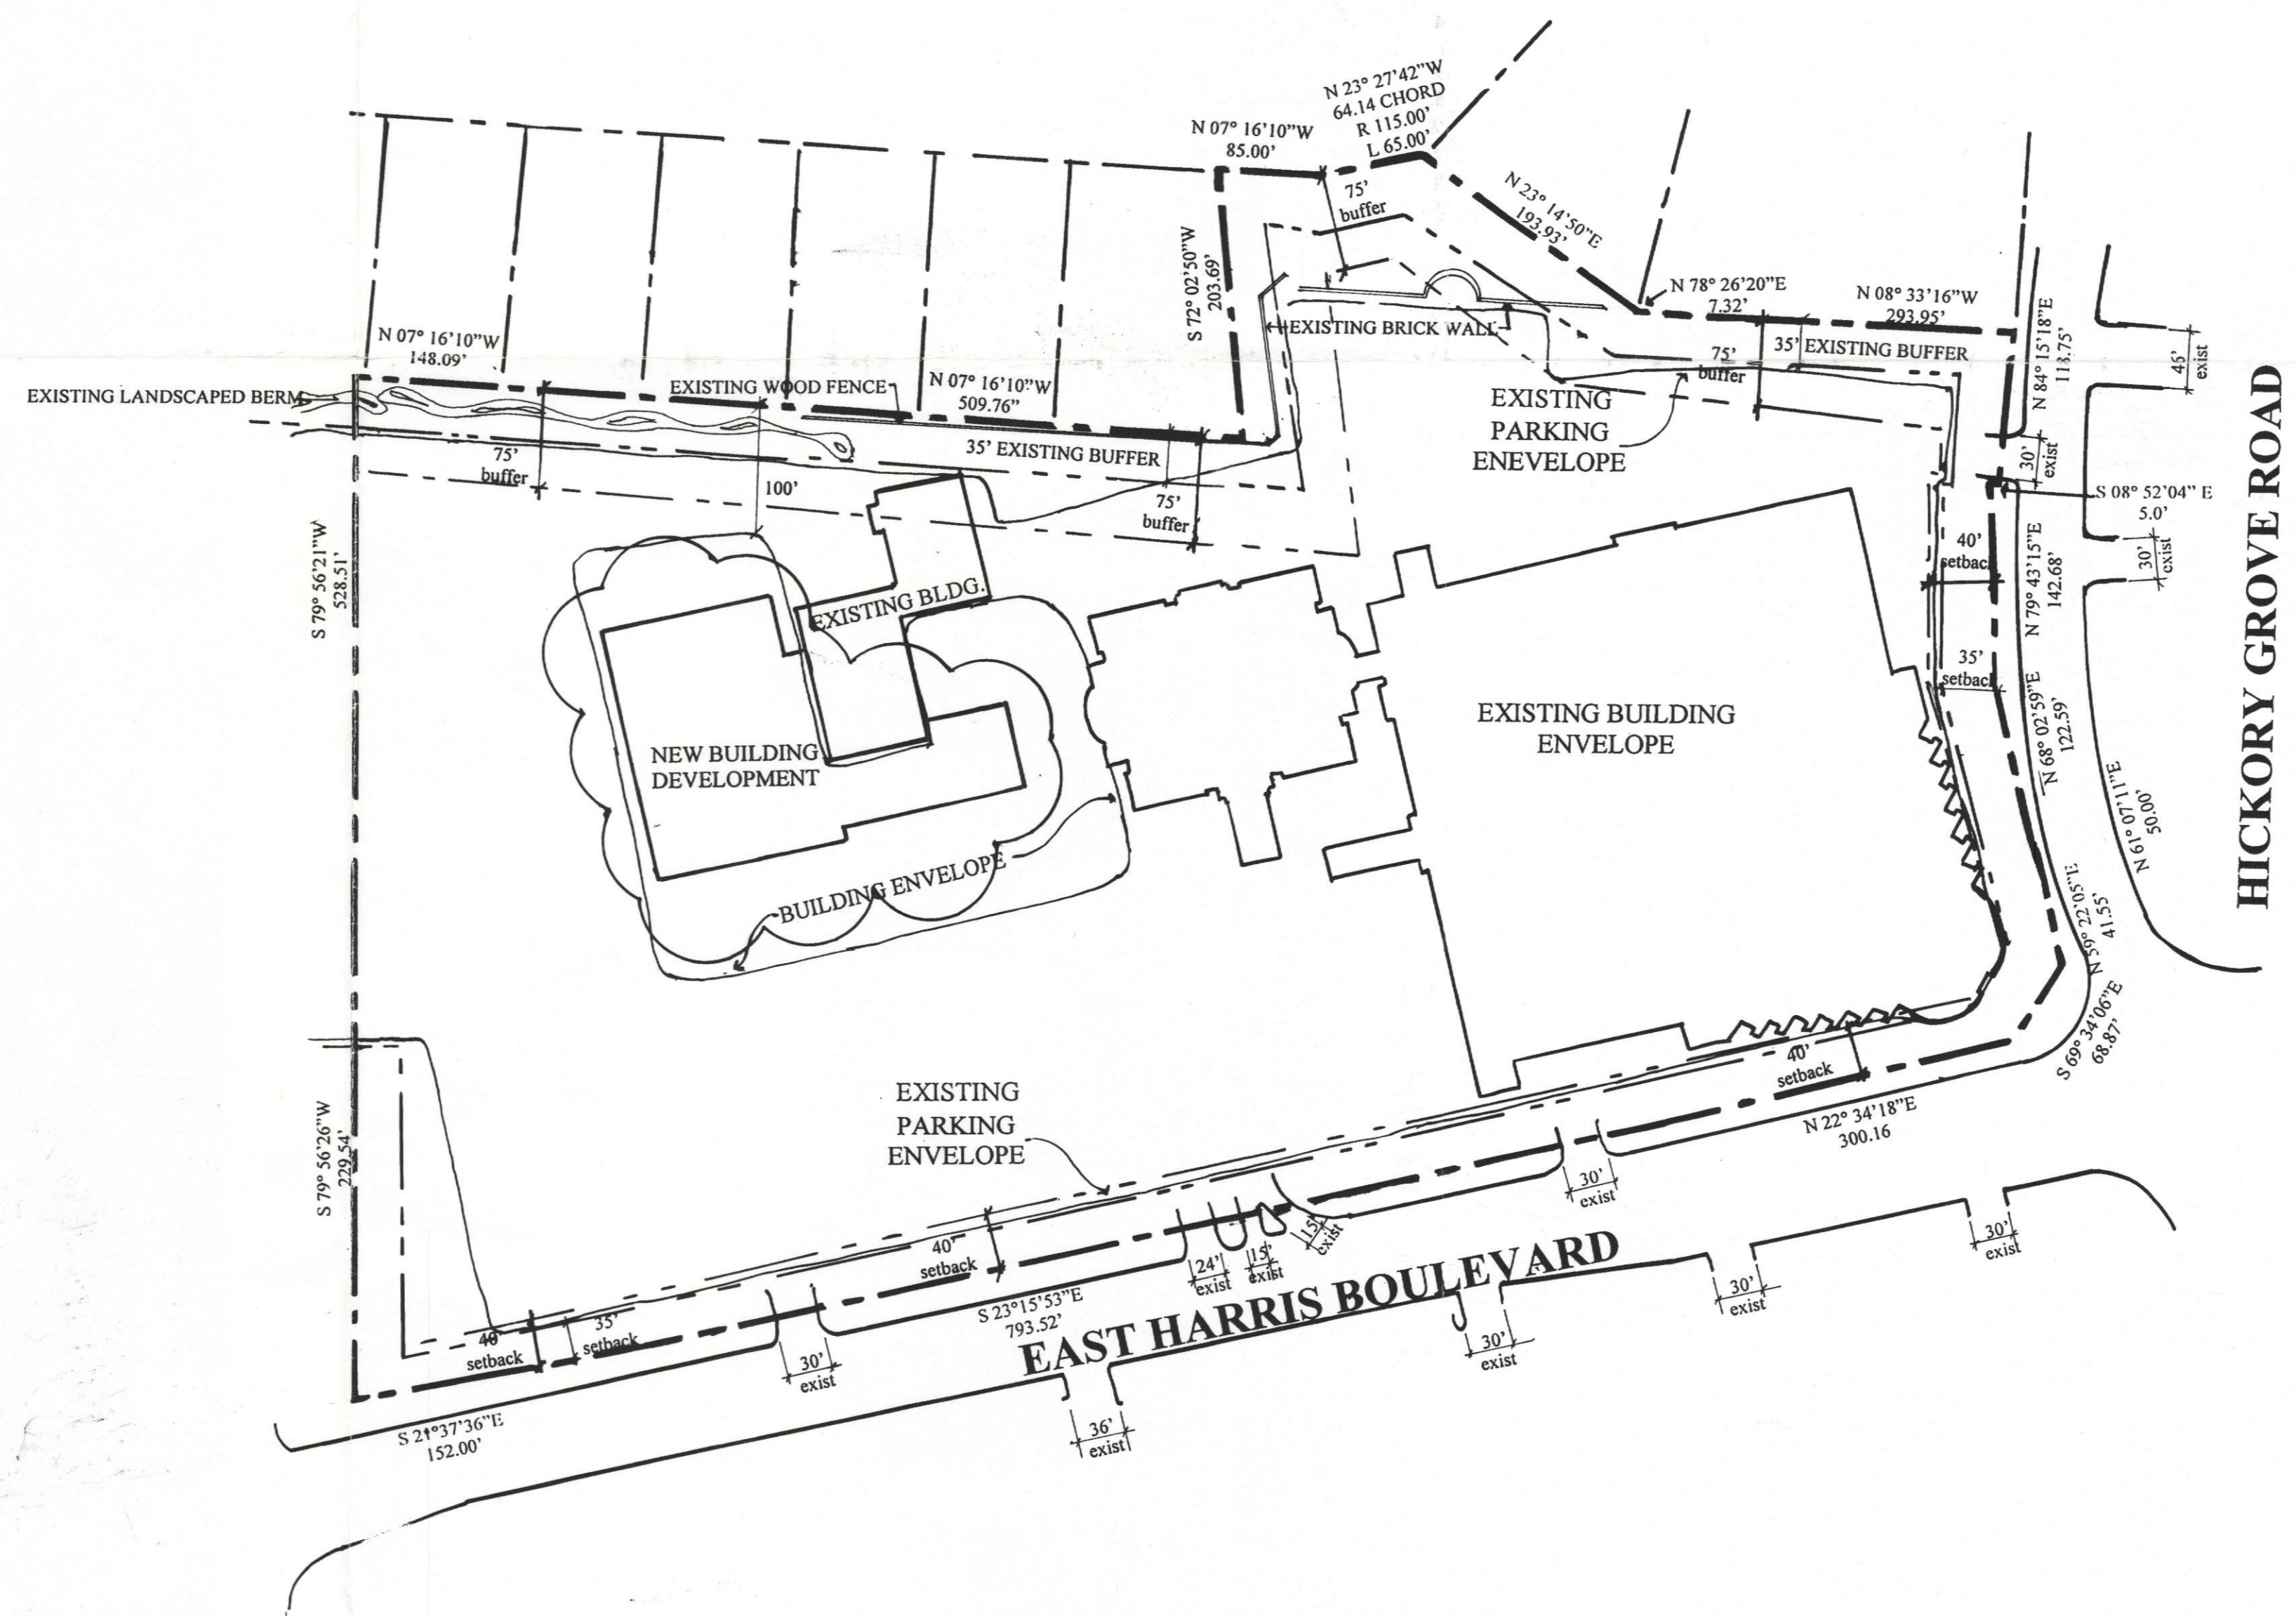 N 23° 27'42"W
64.14 CHORD
R 115.00'
L 65.00'
N 07° 16'10"W
85.00'
75'
buffer
N 23° 14'50"E
193.93'
S 72° 02'50"W
203.69'
N 78° 26'20"E
7.32'
N 08° 33'16"W
293.95'
EXISTING BRICK WALL
75'
buffer
35' EXISTING BUFFER
N 84° 15'18"E
113.75'
45'
exist
N 07° 16'10"W
148.09'
EXISTING LANDSCAPED BERM
EXISTING WOOD FENCE
N 07° 16'10"W
509.76"
EXISTING
PARKING
ENEVELOPE
75'
buffer
100'
35' EXISTING BUFFER
75'
buffer
30'
exist
S 08° 52'04" E
5.0'
HICKORY GROVE ROAD
S 79° 56'21"W
528.51'
40'
setback
N 79° 43'15"E
142.68'
30'
exist
EXISTING BLDG.
35'
setback
NEW BUILDING
DEVELOPMENT
EXISTING BUILDING
ENVELOPE
N 68° 02'59"E
122.59'
N 61° 07'11"E
50.00'
BUILDING ENVELOPE
N 59° 22'05"E
41.55'
S 69° 34'06"E
68.87'
40'
setback
EXISTING
PARKING
ENVELOPE
S 79° 56'26"W
229.54'
N 22° 34'18"E
300.16
30'
exist
40'
setback
24'
exist
15'
exist
15'
exist
30'
exist
S 23°15'53"E
793.52'
EAST HARRIS BOULEVARD
40'
setback
35'
setback
30'
exist
30'
exist
30'
exist
S 21°37'36"E
152.00'
36'
exist